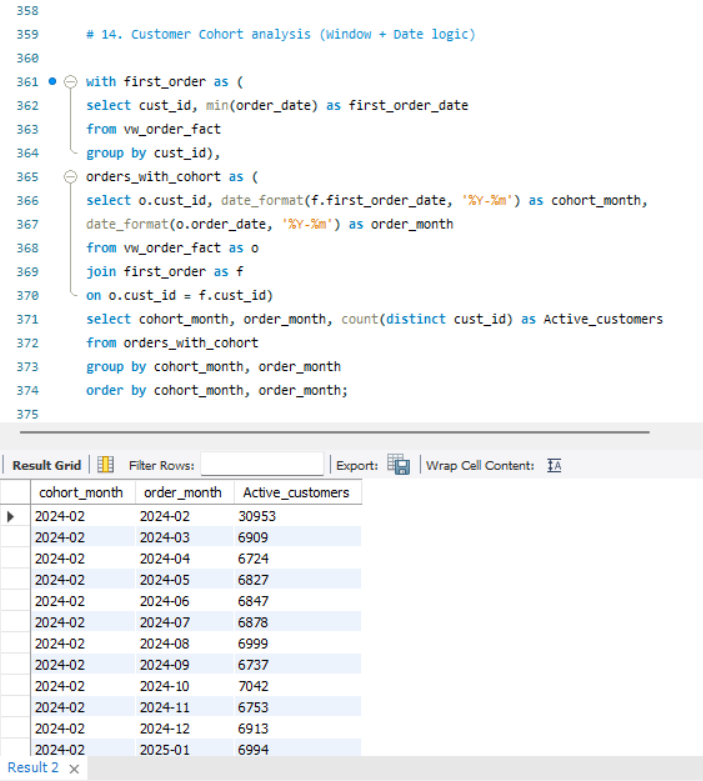 358
359 # 14. Customer Cohort analysis (Window + Date logic)
360
361 with first_order as (
362 select cust_id, min(order_date) as first_order_date
363 from vw_order_fact
364 group by cust_id),
365 orders_with_cohort as (
366 select o.cust_id, date_format(f.first_order_date, '%Y-%m') as cohort_month,
367 date_format(o.order_date, '%Y-%m') as order_month
368 from vw_order_fact as o
369 join first_order as f
370 on o.cust_id = f.cust_id)
371 select cohort_month, order_month, count(distinct cust_id) as Active_customers
372 from orders_with_cohort
373 group by cohort_month, order_month
374 order by cohort_month, order_month;
375
Result Grid Filter Rows: Export: Wrap Cell Content: IA
cohort_month order_month Active_customers
2024-02 2024-02 30953
2024-02 2024-03 6909
2024-02 2024-04 6724
2024-02 2024-05 6827
2024-02 2024-06 6847
2024-02 2024-07 6878
2024-02 2024-08 6999
2024-02 2024-09 6737
2024-02 2024-10 7042
2024-02 2024-11 6753
2024-02 2024-12 6913
2024-02 2025-01 6994
Result 2 ×